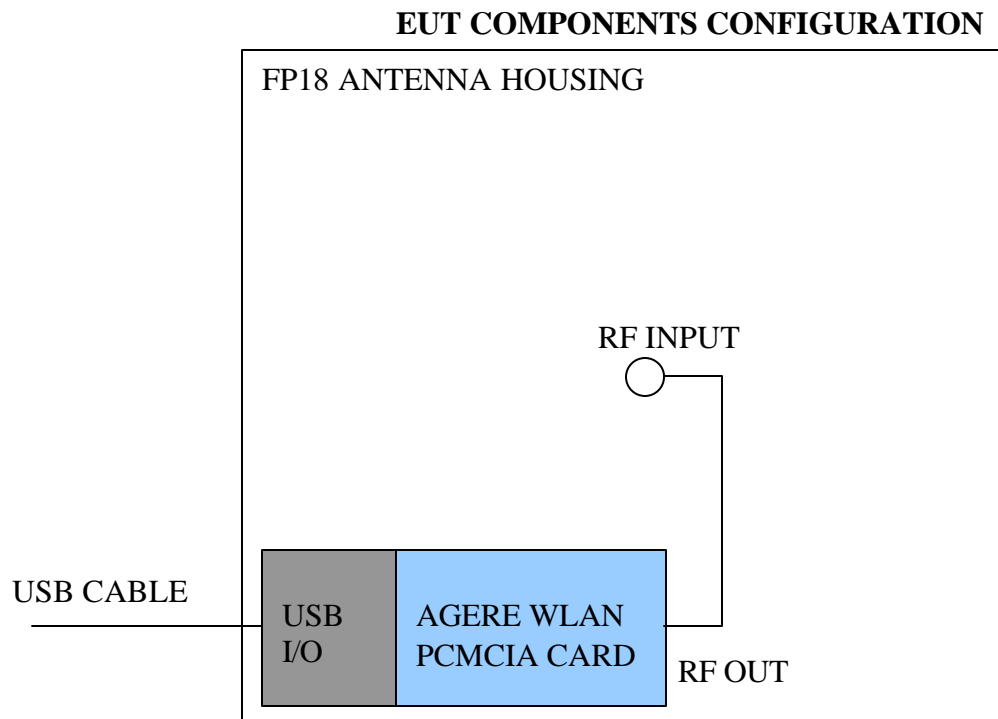 EUT COMPONENTS CONFIGURATION
FP18 ANTENNA HOUSING
RF INPUT
USB CABLE
USB
I/O
AGERE WLAN
PCMCIA CARD
RF OUT